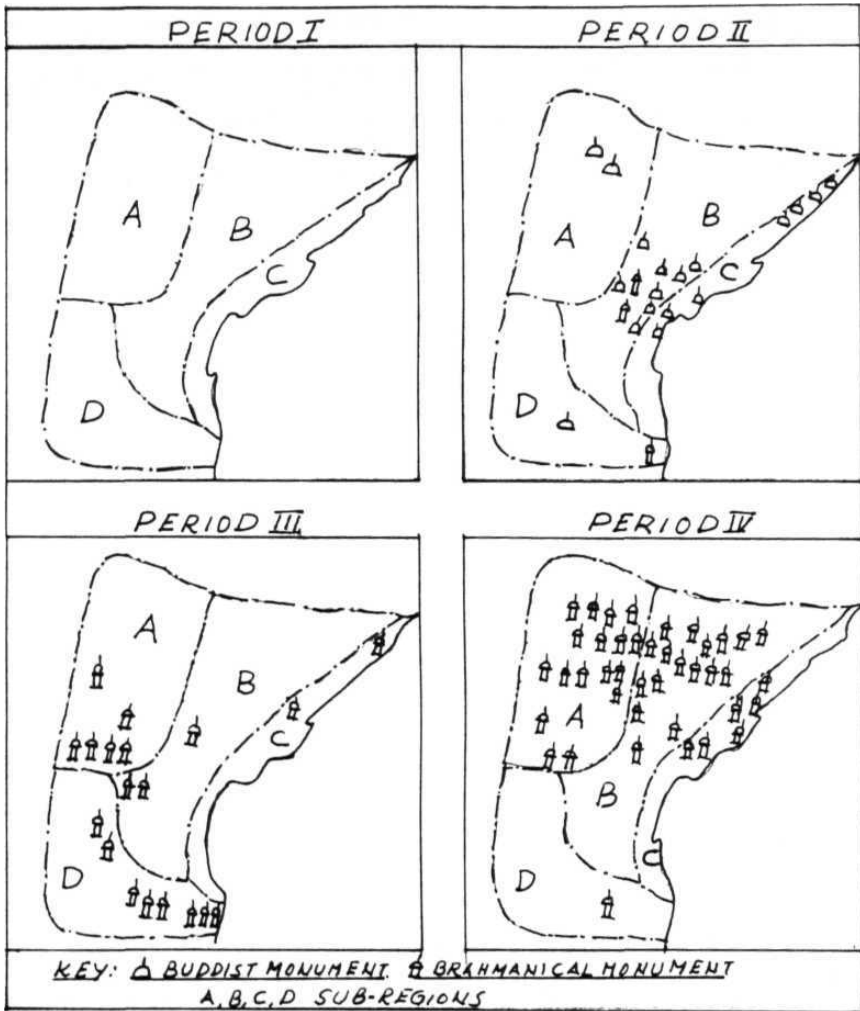 PERIOD I
PERIOD II
A
B
C
D
A
B
C
D
PERIOD III
PERIOD IV
A
B
C
D
A
B
C
D
KEY: BUDDIST MONUMENT BRAHMANICAL MONUMENT
A, B, C, D SUB-REGIONS